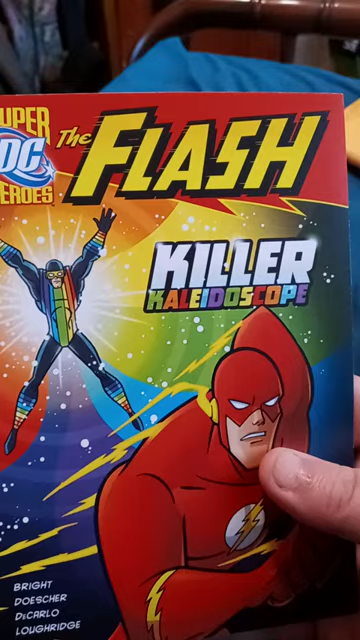 UPER
DC
EROES
The FLASH
KILLER
KALEIDOSCOPE
BRIGHT
DOESCHER
DECARLO
LOUGHRIDGE